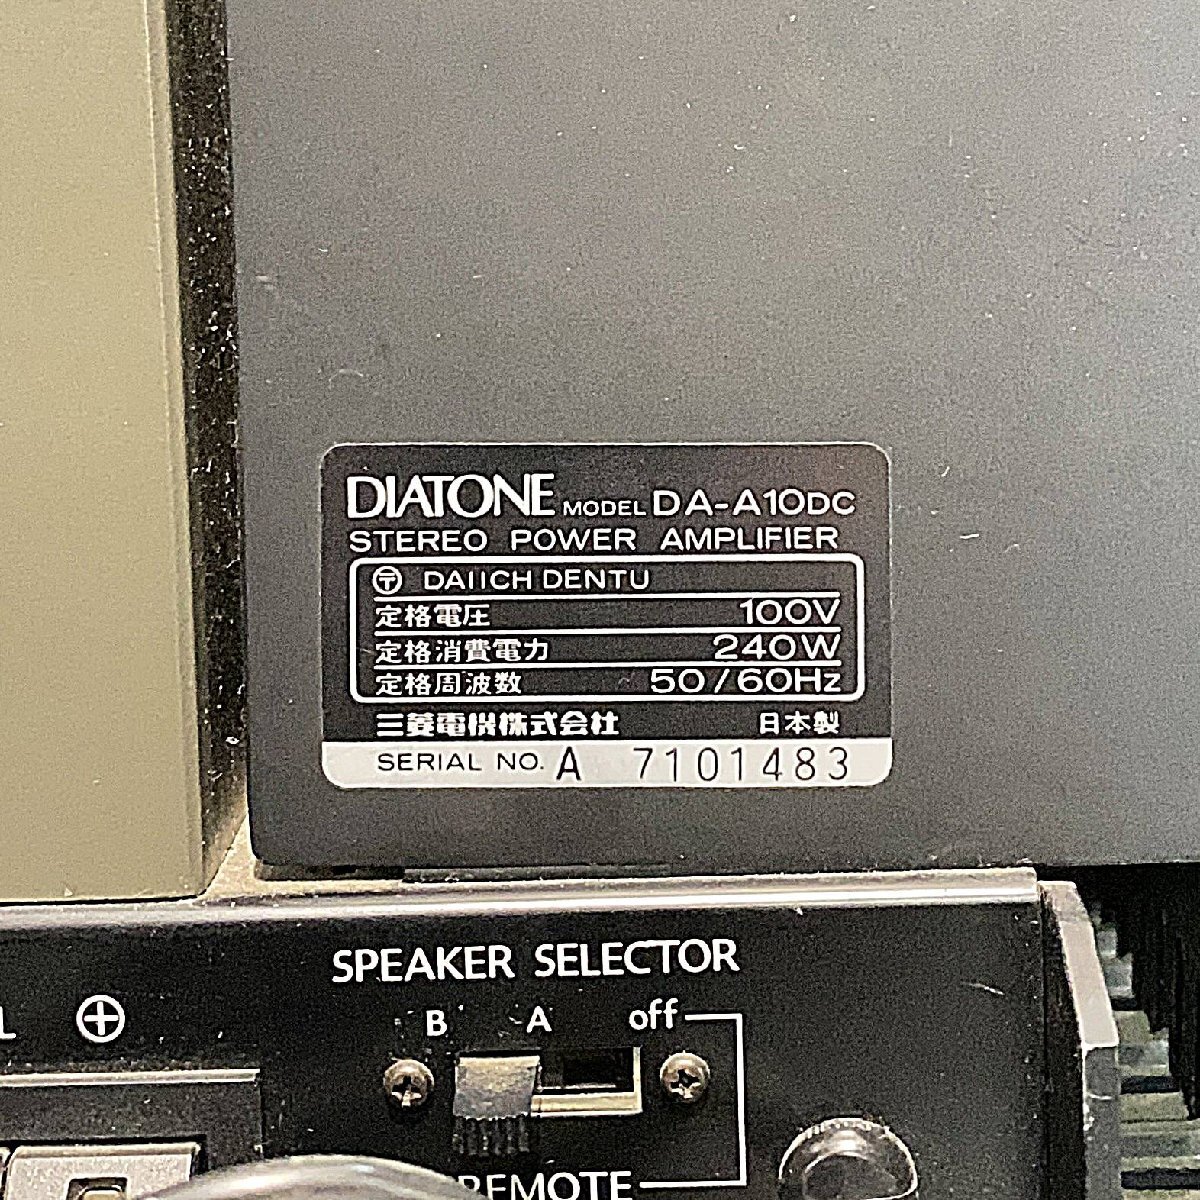 DIATONE MODEL DA-A10DC
STEREO POWER AMPLIFIER
〶 DAIICH DENTU
定格電圧 100V
定格消費電力 240W
定格周波数 50/60Hz
三菱電機株式会社 日本製
SERIAL NO. A 7101483
SPEAKER SELECTOR
B A off
L ⊕
REMOTE